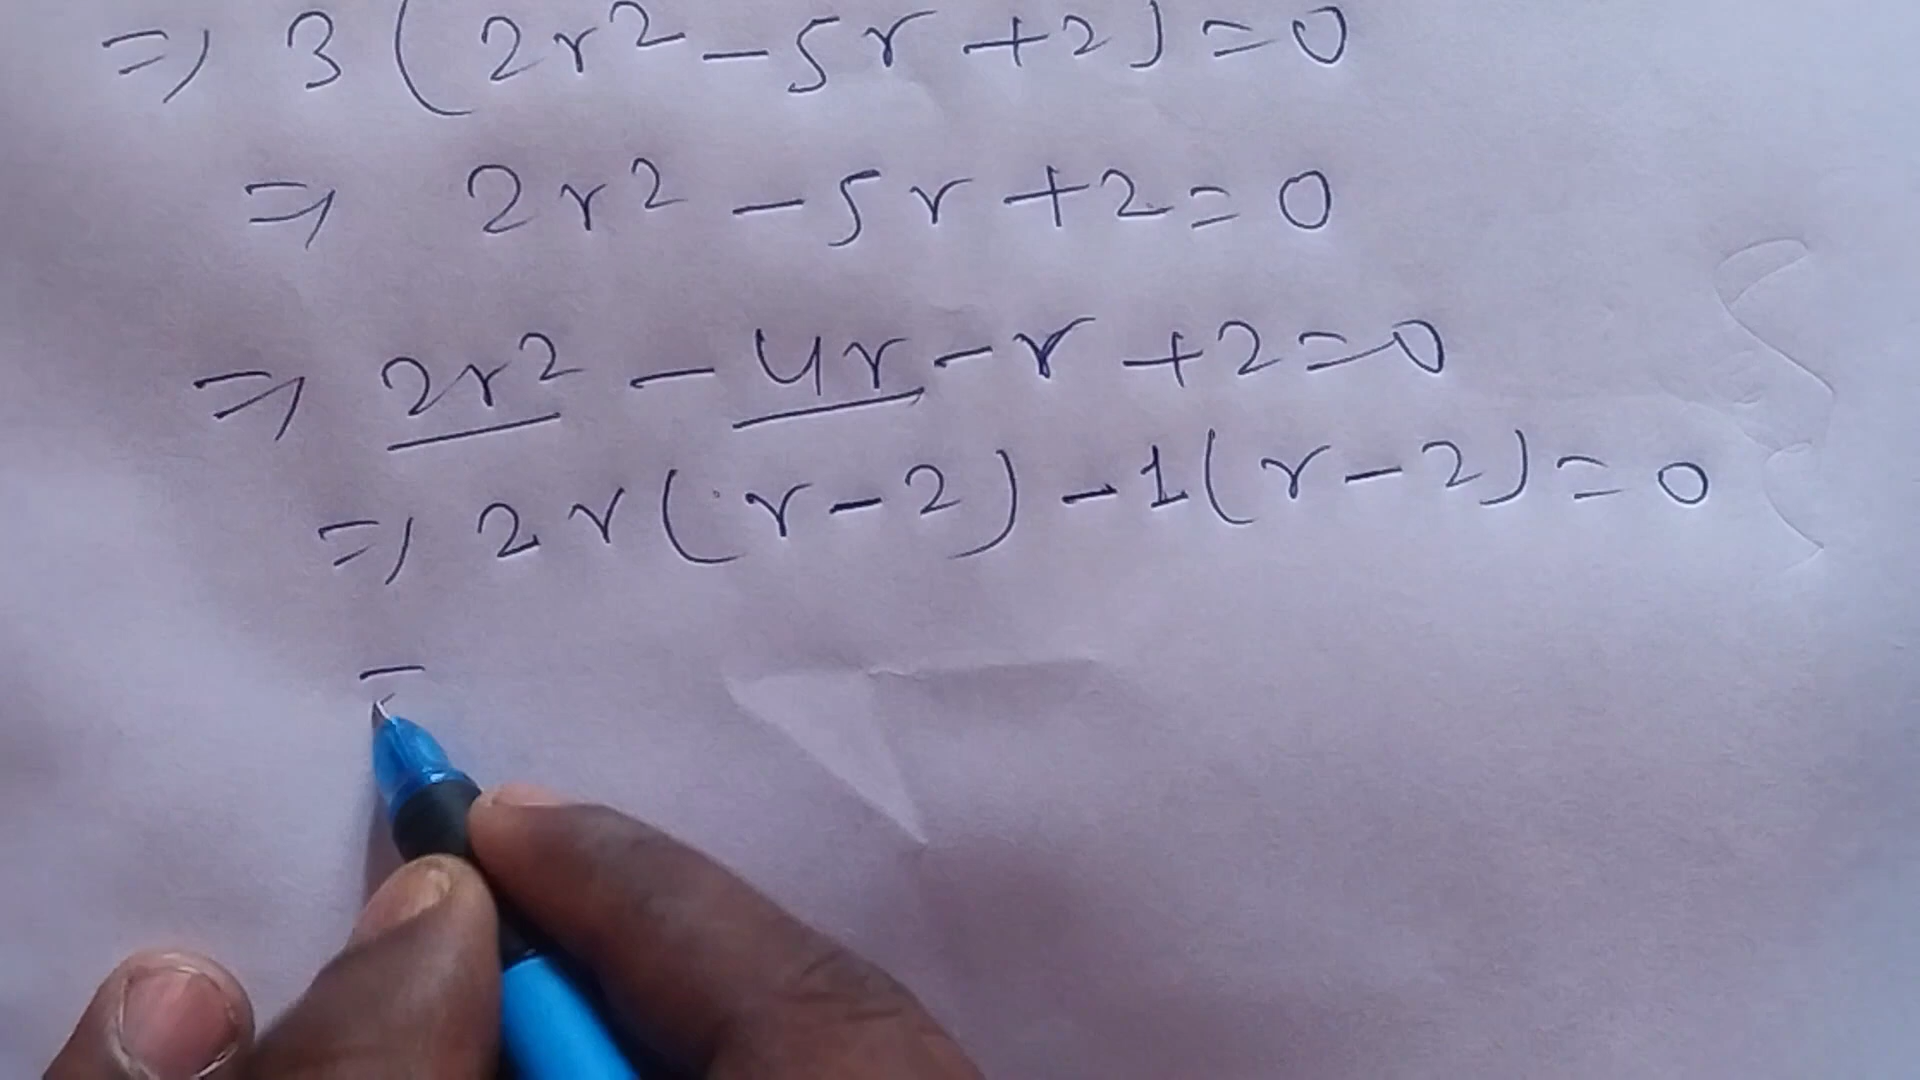 => 3(2r² - 5r + 2) = 0
=> 2r² - 5r + 2 = 0
=> 2r² - 4r - r + 2 = 0
=> 2r(r - 2) - 1(r - 2) = 0